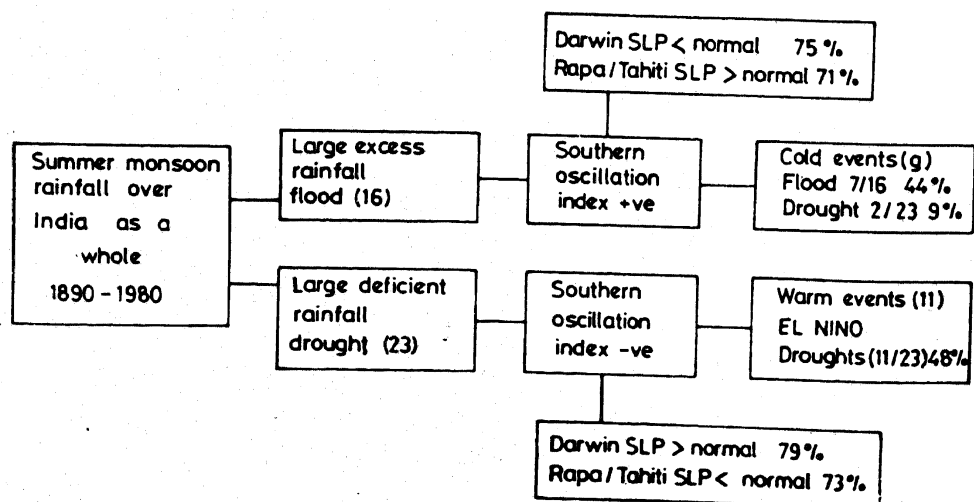 Darwin SLP < normal 75%
Rapa/Tahiti SLP > normal 71%
Summer monsoon
rainfall over
India as a
whole
1890-1980
Large excess
rainfall
flood (16)
Southern
oscillation
index +ve
Cold events (g)
Flood 7/16 44%
Drought 2/23 9%
Large deficient
rainfall
drought (23)
Southern
oscillation
index -ve
Warm events (11)
EL NINO
Droughts (11/23) 48%
Darwin SLP > normal 79%
Rapa/Tahiti SLP < normal 73%